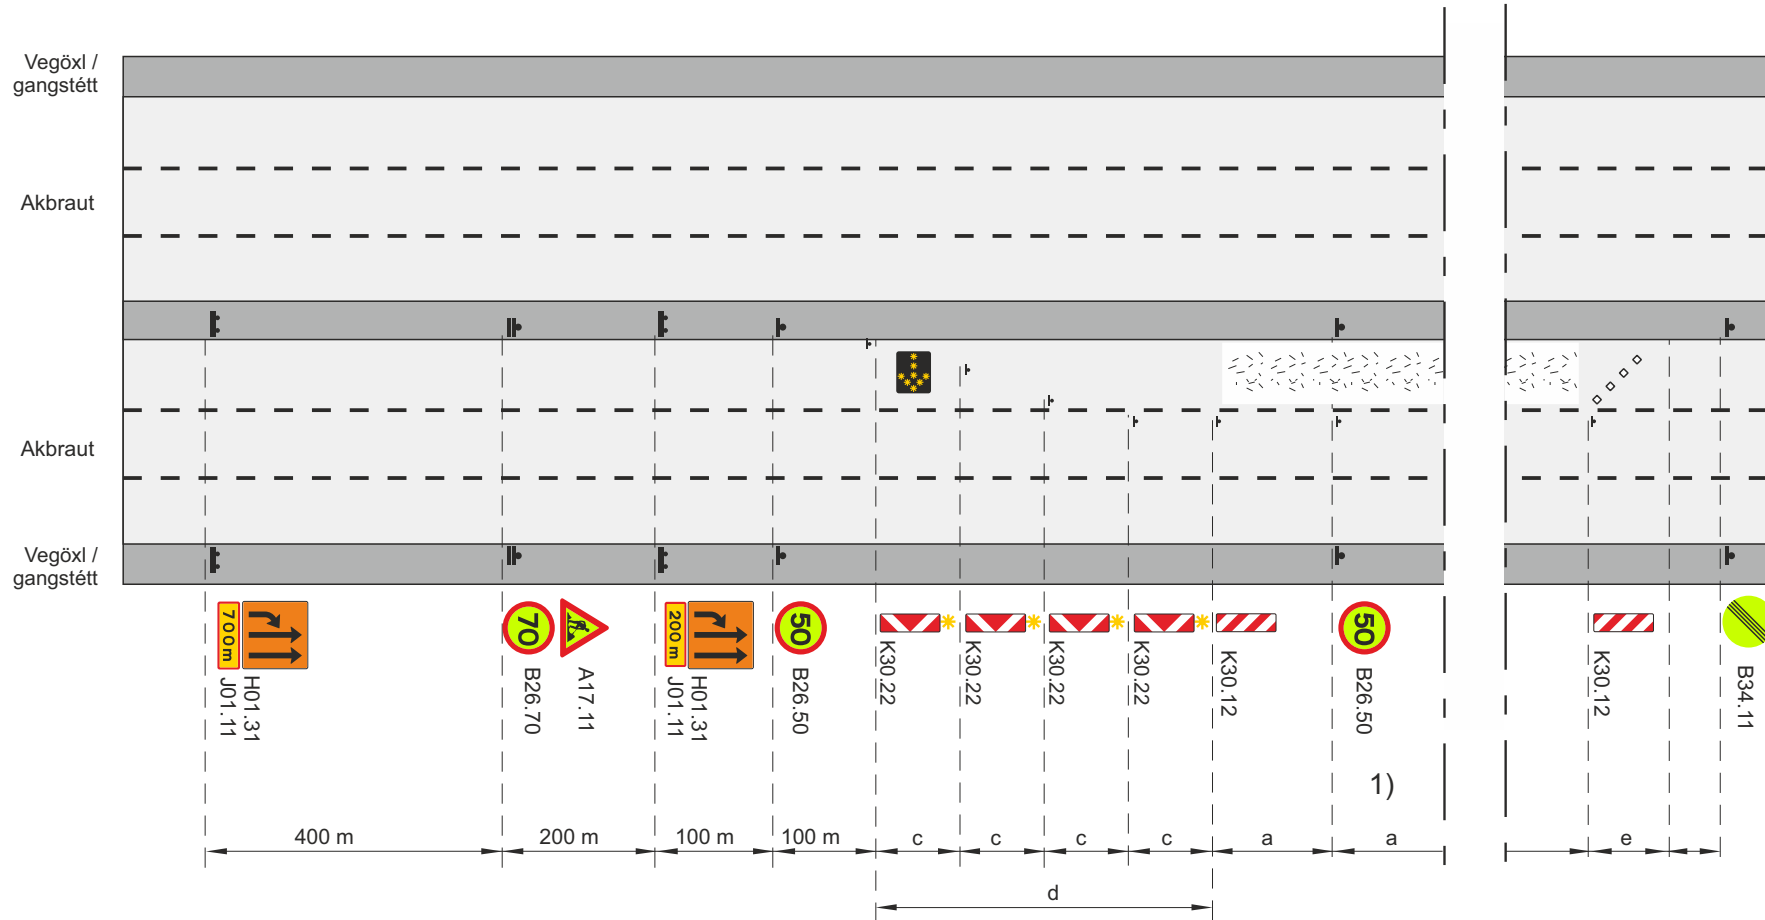 Vegöxl /
gangstétt
Akbraut
Akbraut
Vegöxl /
gangstétt
700 m
J01.11
H01.31
70
B26.70
A17.11
200 m
J01.11
H01.31
50
B26.50
K30.22
K30.22
K30.22
K30.22
K30.12
50
B26.50
K30.12
B34.11
1)
400 m
200 m
100 m
100 m
c
c
c
c
a
a
e
d